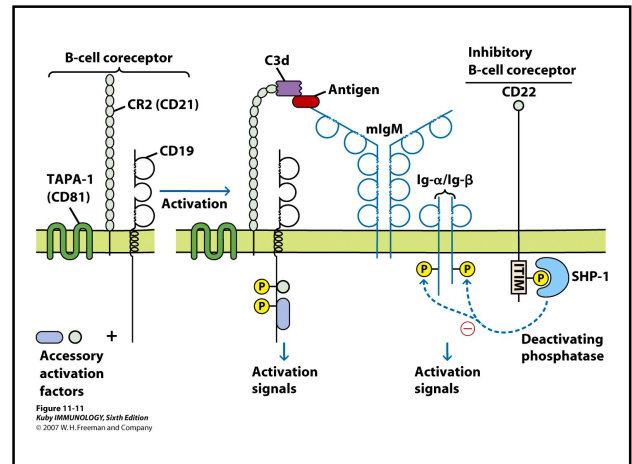 B-cell coreceptor
CR2 (CD21)
CD19
TAPA-1
(CD81)
Activation
+
Accessory
activation
factors
C3d
Antigen
mIgM
Ig-α/Ig-β
P
P
Activation
signals
P
P
Activation
signals
Inhibitory
B-cell coreceptor
CD22
ITIM
P
SHP-1
−
Deactivating
phosphatase
Figure 11-11
Kuby IMMUNOLOGY, Sixth Edition
© 2007 W. H. Freeman and Company